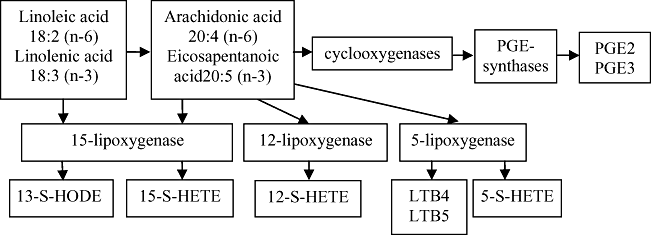 Linoleic acid
18:2 (n-6)
Linolenic acid
18:3 (n-3)
Arachidonic acid
20:4 (n-6)
Eicosapentanoic
acid20:5 (n-3)
cyclooxygenases
PGE-
synthases
PGE2
PGE3
15-lipoxygenase
12-lipoxygenase
5-lipoxygenase
13-S-HODE
15-S-HETE
12-S-HETE
LTB4
LTB5
5-S-HETE